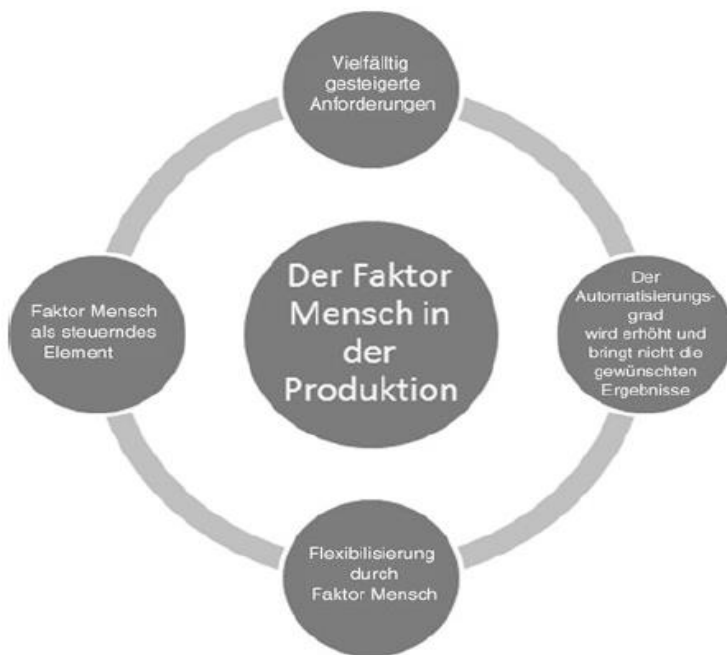 Vielfälltig
gesteigerte
Anforderungen
Der Faktor
Mensch in
der
Produktion
Der
Automatisierungs-
grad
wird erhöht und
bringt nicht die
gewünschten
Ergebnisse
Flexibilisierung
durch
Faktor Mensch
Faktor Mensch
als steuerndes
Element